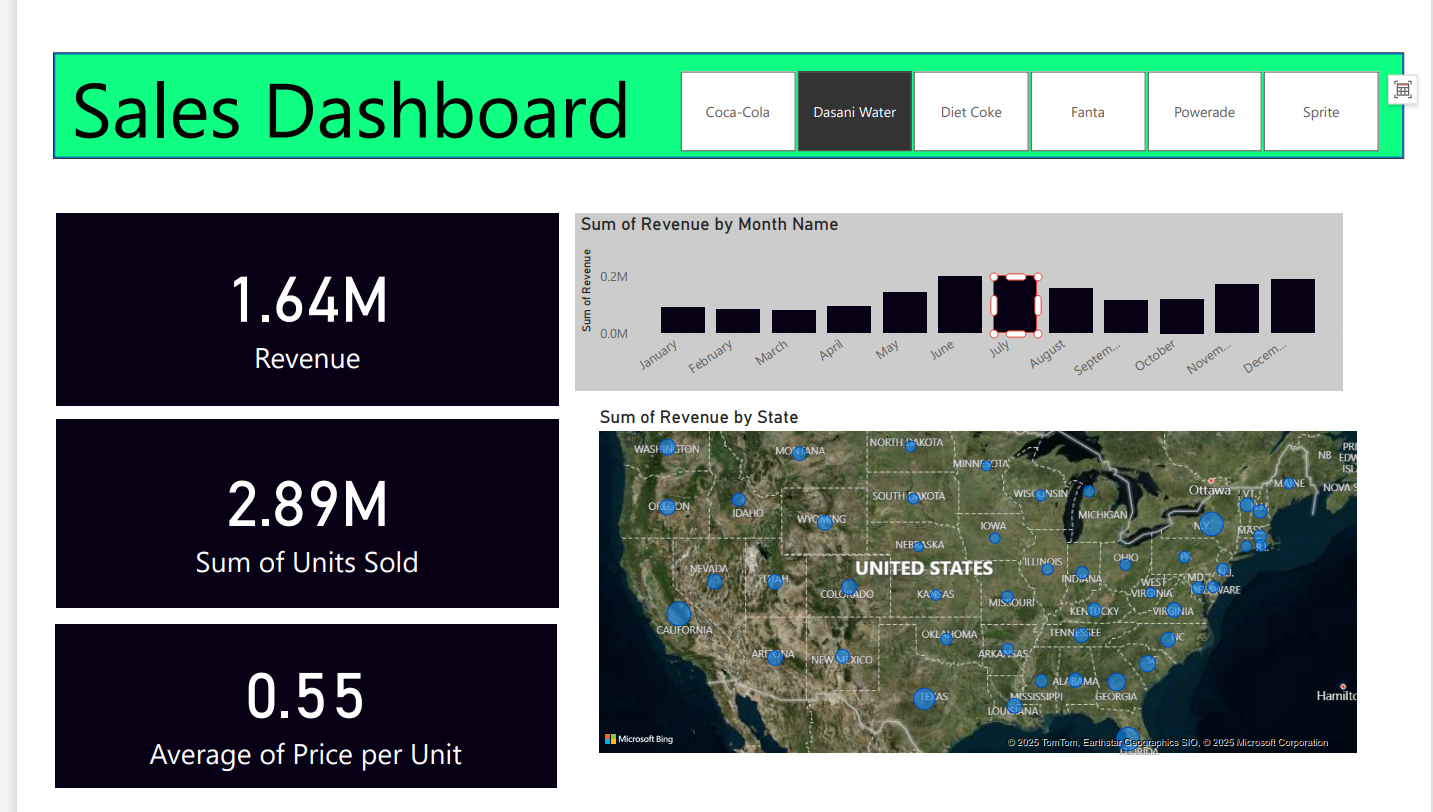 Sales Dashboard
Coca-Cola
Dasani Water
Diet Coke
Fanta
Powerade
Sprite
1.64M
Revenue
2.89M
Sum of Units Sold
0.55
Average of Price per Unit
Sum of Revenue by Month Name
Sum of Revenue
0.2M
0.0M
January
February
March
April
May
June
July
August
Septem...
October
Novem...
Decem...
Sum of Revenue by State
WASHINGTON
MONTANA
NORTH DAKOTA
MINNESOTA
OREGON
IDAHO
WYOMING
SOUTH DAKOTA
WISCONSIN
MICHIGAN
Ottawa
VT.
MAINE
NB
PRI
EDW
ISL
NOVA S
IOWA
N.Y.
MASS
R.I.
NEBRASKA
NEVADA
UTAH
COLORADO
UNITED STATES
KANSAS
MISSOURI
ILLINOIS
INDIANA
OHIO
PA.
N.J.
MD.
DELAWARE
WEST
VIRGINIA
KENTUCKY
VIRGINIA
CALIFORNIA
ARIZONA
NEW MEXICO
OKLAHOMA
ARKANSAS
TENNESSEE
NC
SC
TEXAS
MISSISSIPPI
ALABAMA
GEORGIA
LOUISIANA
FLORIDA
Hamilto
Microsoft Bing
© 2025 TomTom, Earthstar Geographics SIO, © 2025 Microsoft Corporation